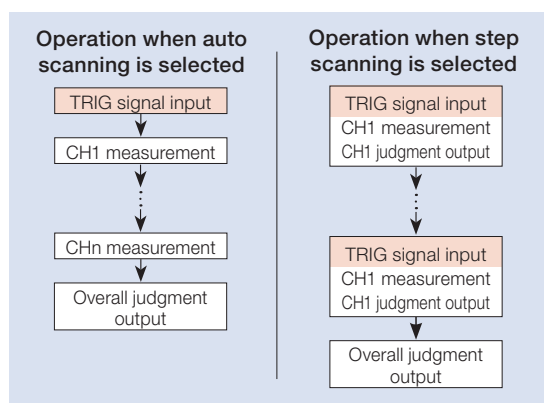 Operation when auto
scanning is selected
TRIG signal input
CH1 measurement
CHn measurement
Overall judgment
output
Operation when step
scanning is selected
TRIG signal input
CH1 measurement
CH1 judgment output
TRIG signal input
CH1 measurement
CH1 judgment output
Overall judgment
output